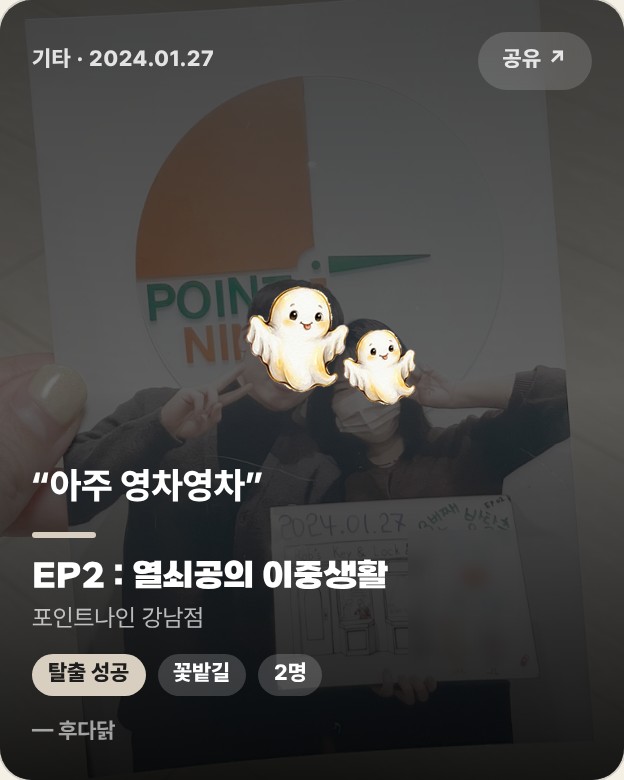 기타 · 2024.01.27
공유 ↗
POINT
NI
“아주 영차영차”
2024.01.27
EP2 : 열쇠공의 이중생활
포인트나인 강남점
탈출 성공 꽃밭길 2명
— 후다닭